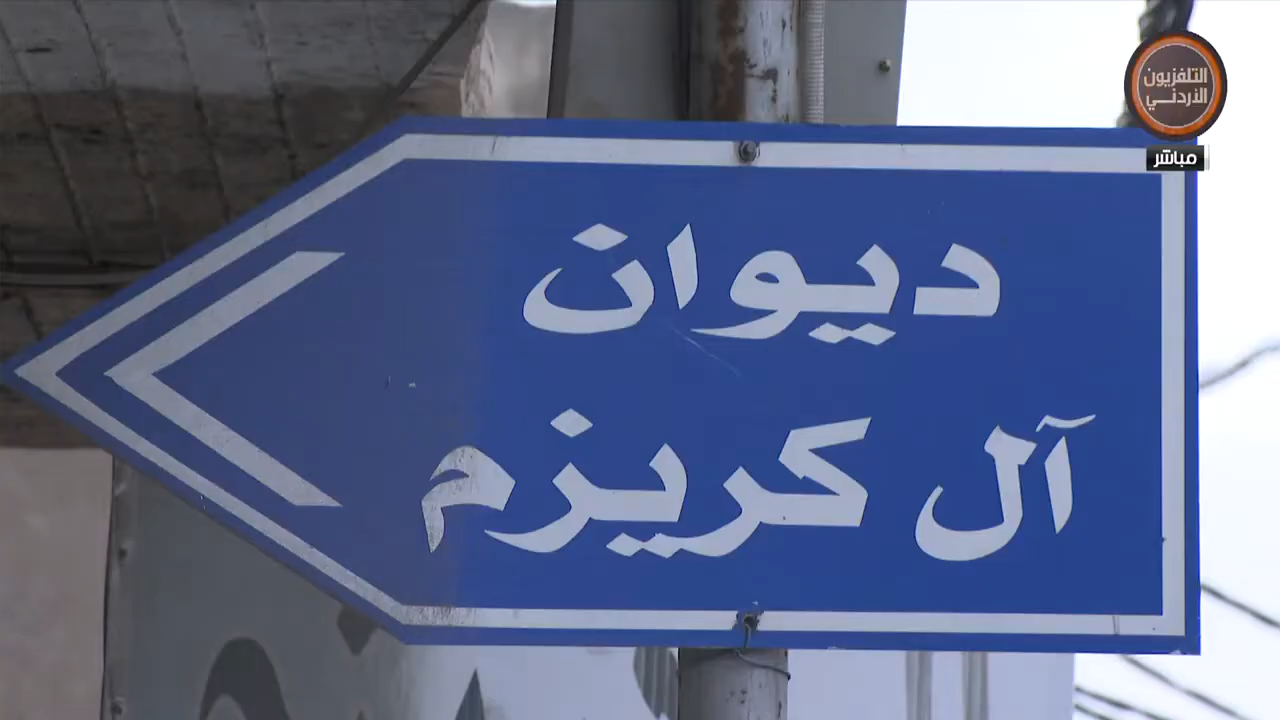 التلفزيون
الأردني
مباشر
ديوان
آل كريزم